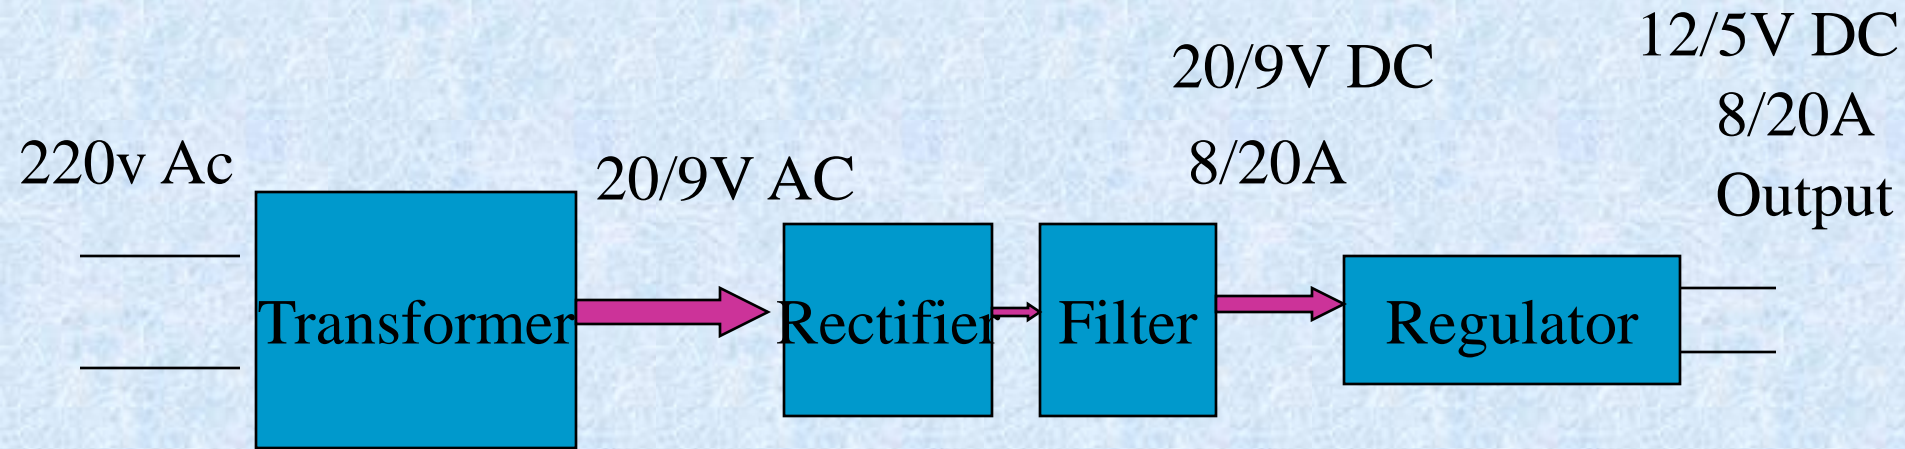 220v Ac
Transformer
20/9V AC
Rectifier
Filter
20/9V DC
8/20A
Regulator
12/5V DC
8/20A
Output